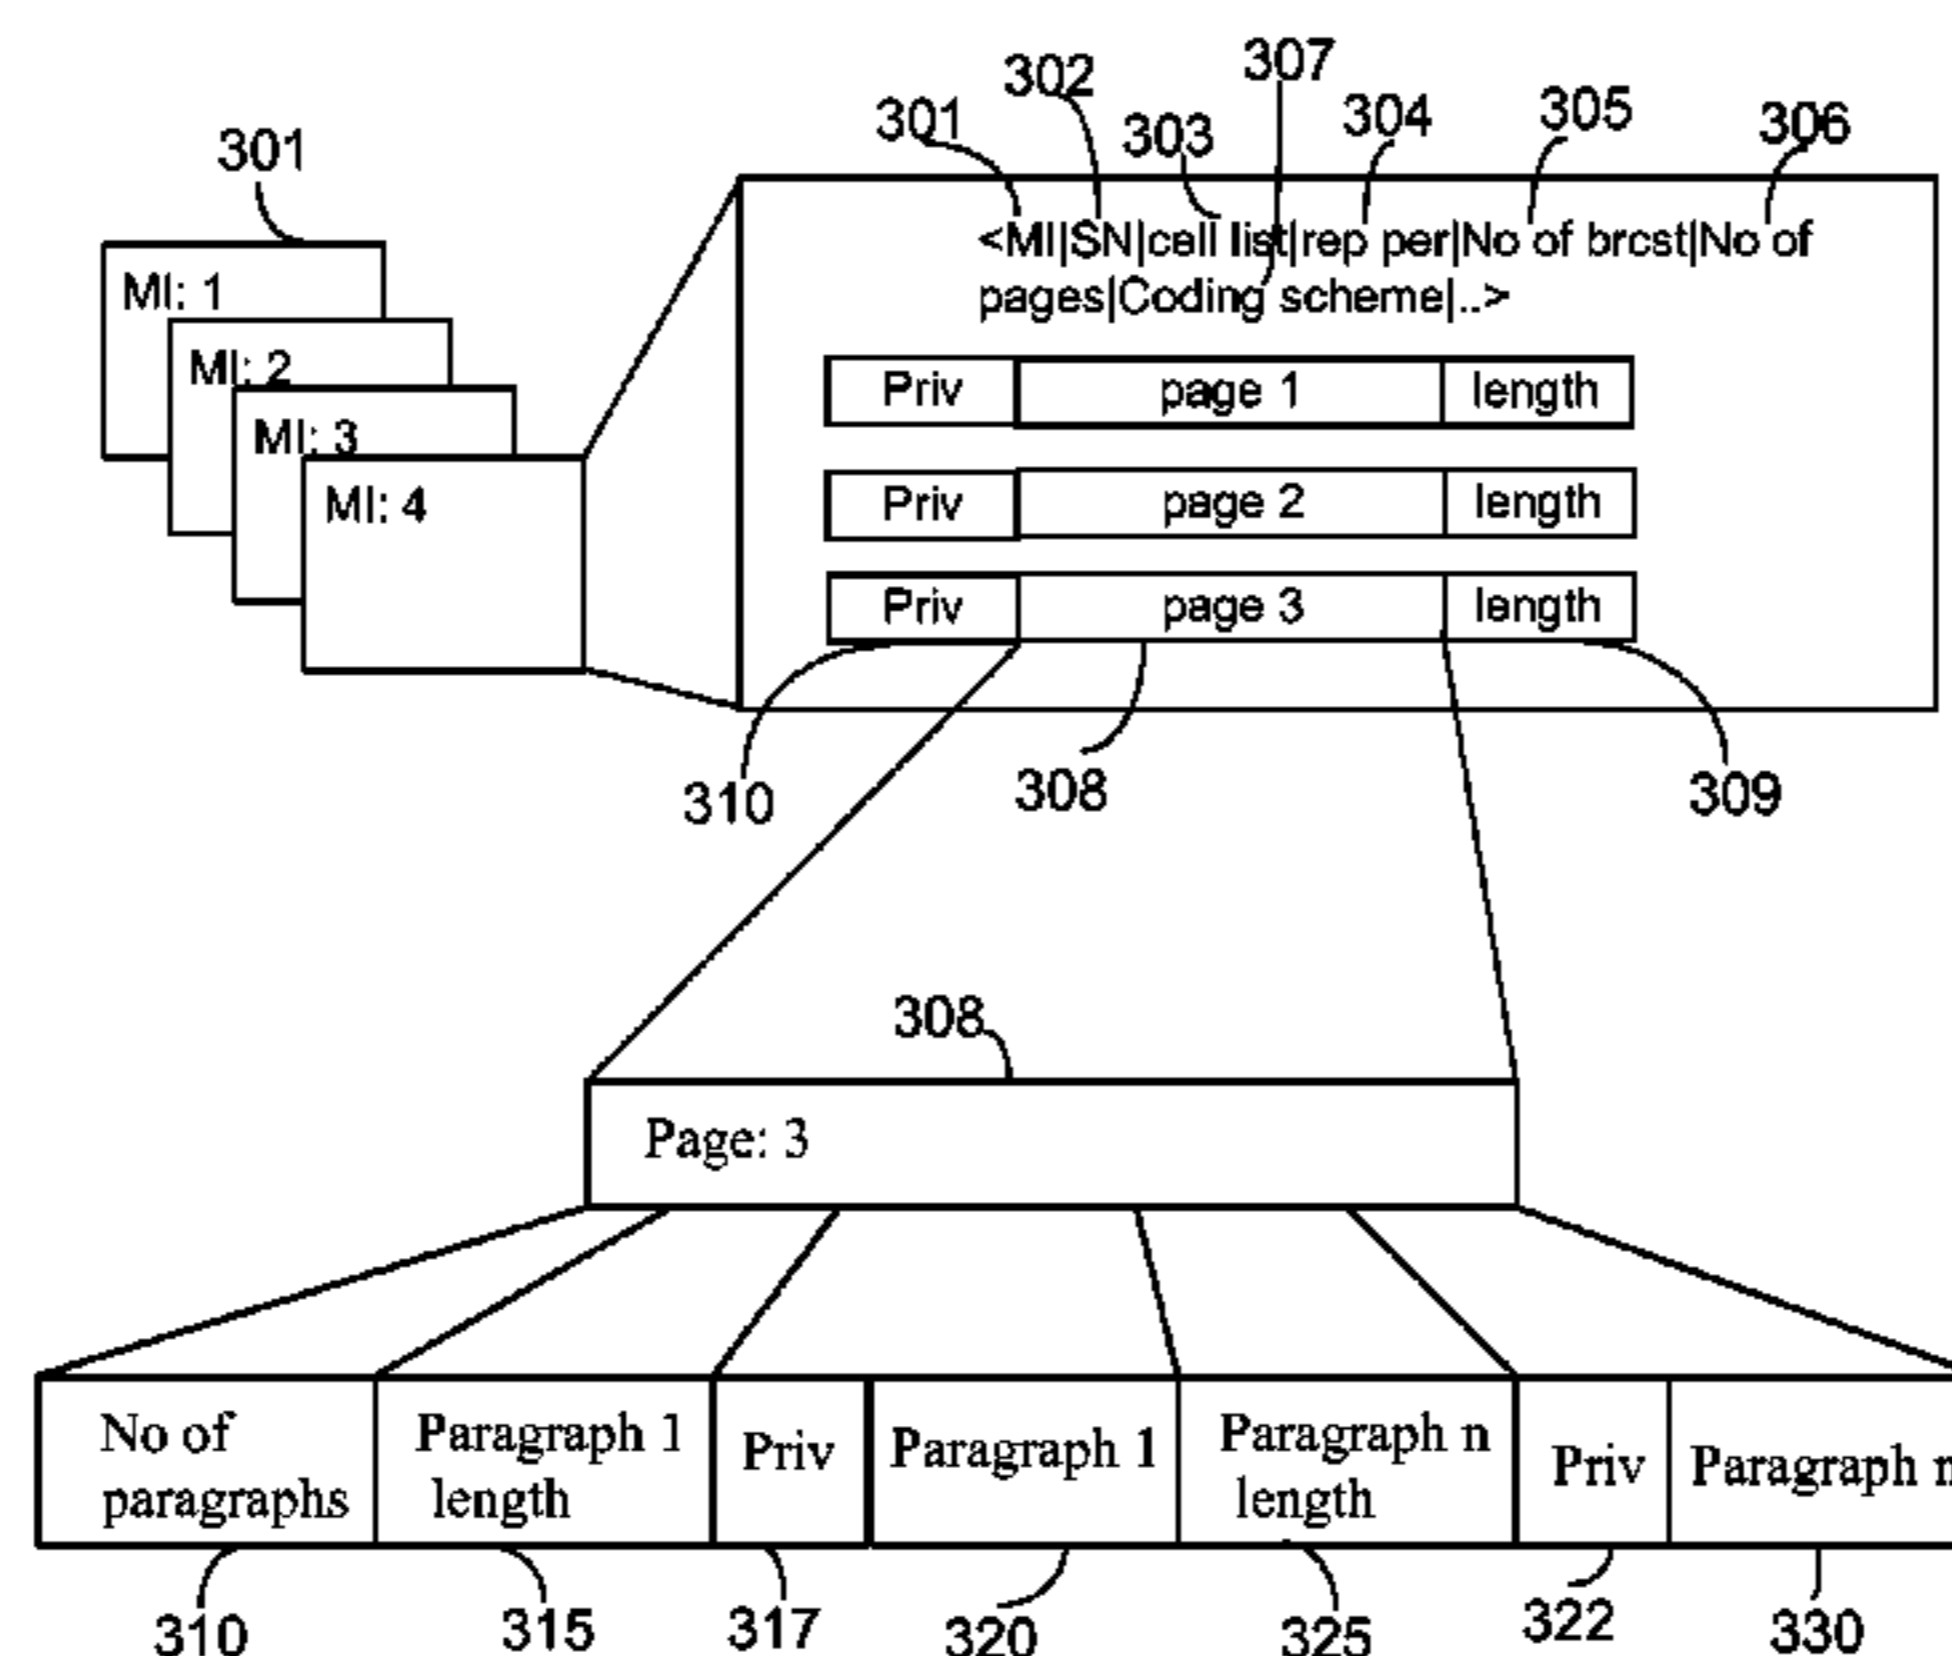 307
302
301
303
304
305
306
301
<MI|SN|cell list|rep per|No of brcst|No of
pages|Coding scheme|..>
MI: 1
MI: 2
MI: 3
MI: 4
Priv page 1 length
Priv page 2 length
Priv page 3 length
310
308
309
308
Page: 3
No of
paragraphs
Paragraph 1
length
Priv
Paragraph 1
Paragraph n
length
Priv
Paragraph n
310
315
317
320
325
322
330